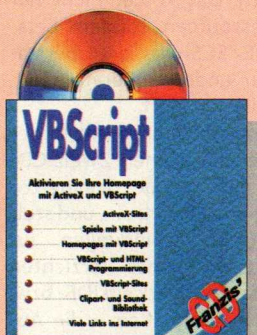 VBScript
Aktivieren Sie Ihre Homepage
mit ActiveX und VBScript
ActiveX-Sites
Spiele mit VBScript
Homepages mit VBScript
VBScript- und HTML-
Programmierung
VBScript-Sites
Clipart- und Sound-
Bibliothek
Viele Links ins Internet
Franzis'
CD